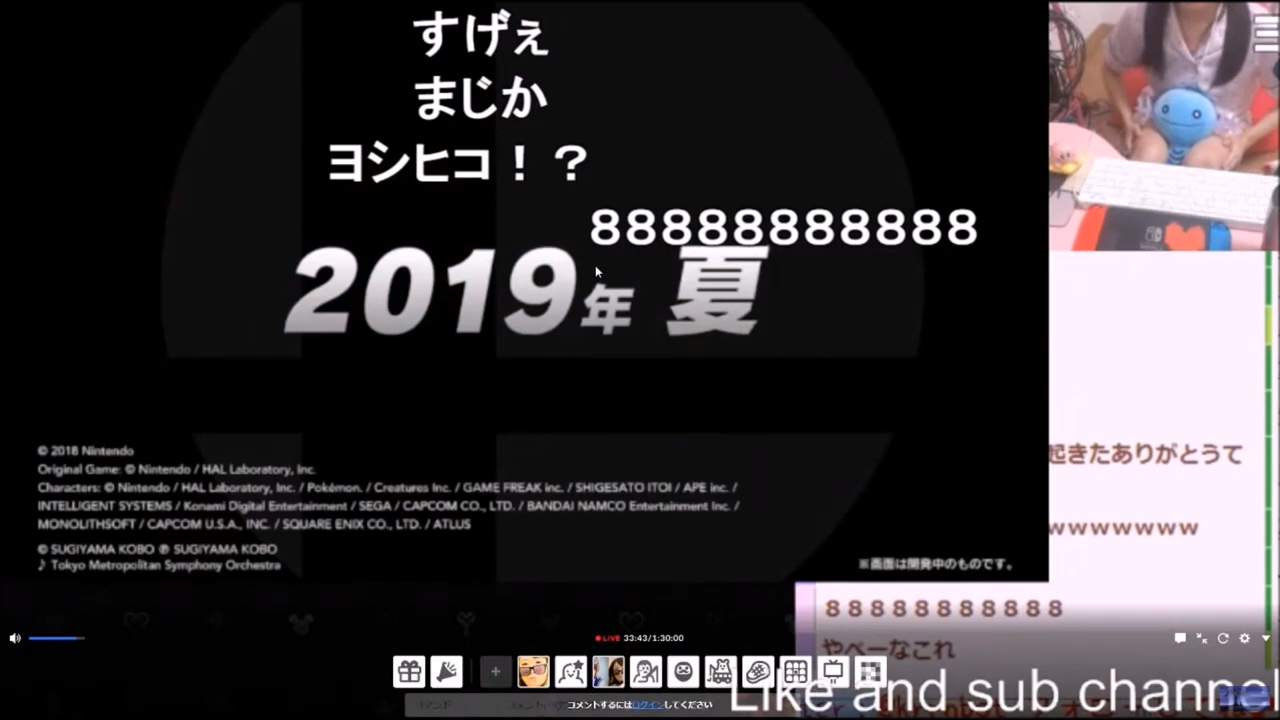 すげぇ
まじか
ヨシヒコ！？
88888888888
2019年 夏
© 2018 Nintendo
Original Game: © Nintendo / HAL Laboratory, Inc.
Characters: © Nintendo / HAL Laboratory, Inc. / Pokémon. / Creatures Inc. / GAME FREAK inc. / SHIGESATO ITOI / APE inc. /
INTELLIGENT SYSTEMS / Konami Digital Entertainment / SEGA / CAPCOM CO., LTD. / BANDAI NAMCO Entertainment Inc. /
MONOLITHSOFT / CAPCOM U.S.A., INC. / SQUARE ENIX CO., LTD. / ATLUS
© SUGIYAMA KOBO ℗ SUGIYAMA KOBO
♪ Tokyo Metropolitan Symphony Orchestra
※画面は開発中のものです。
起きたありがとうて
wwwwwwww
88888888888
やべーなこれ
LIVE 33:43/1:30:00
コメントするにはログインしてください
Like and sub channe